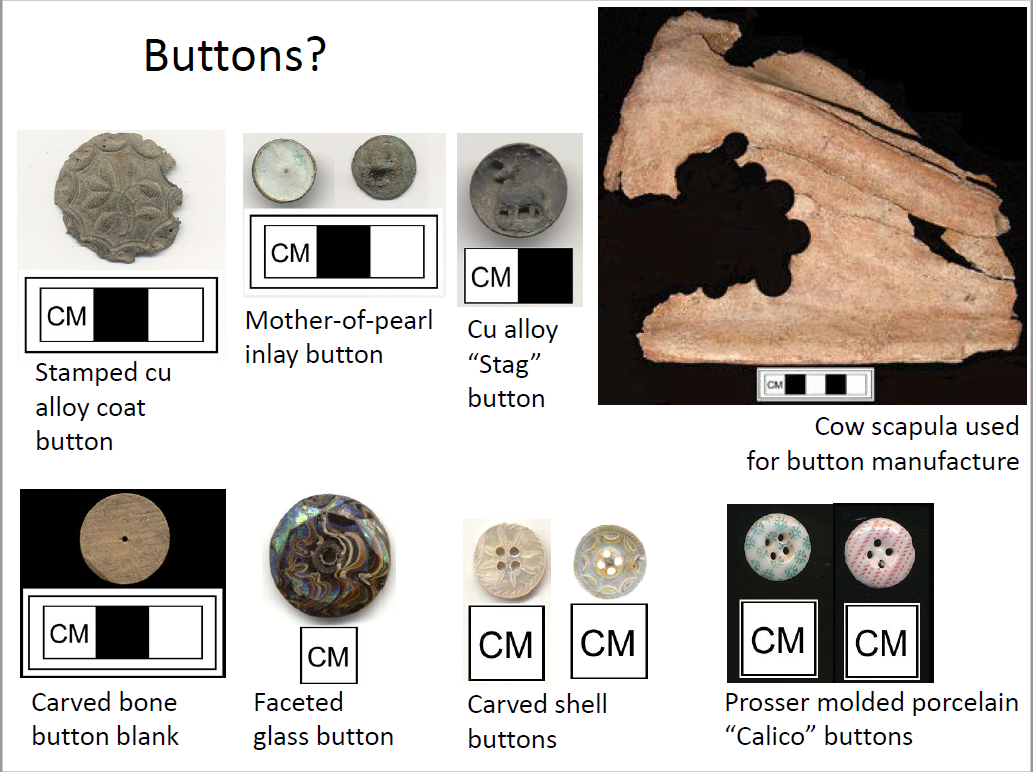 Buttons?
CM
Stamped cu
alloy coat
button
CM
Mother-of-pearl
inlay button
CM
Cu alloy
“Stag”
button
CM
Cow scapula used
for button manufacture
CM
Carved bone
button blank
CM
Faceted
glass button
CM
CM
Carved shell
buttons
CM
CM
Prosser molded porcelain
“Calico” buttons